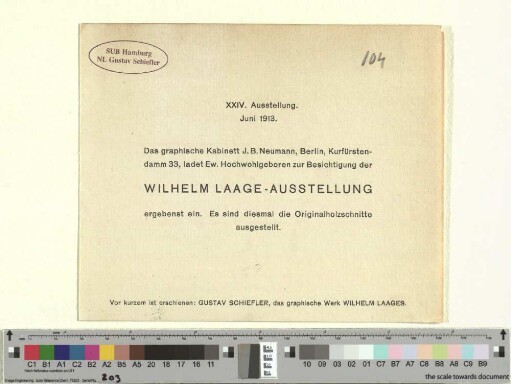 SUB Hamburg
NL Gustav Schiefler
104
XXIV. Ausstellung.
Juni 1913.
Das graphische Kabinett J. B. Neumann, Berlin, Kurfürsten-
damm 33, ladet Ew. Hochwohlgeboren zur Besichtigung der
WILHELM LAAGE-AUSSTELLUNG
ergebenst ein. Es sind diesmal die Originalholzschnitte
ausgestellt.
Vor kurzem ist erschienen: GUSTAV SCHIEFLER, das graphische Werk WILHELM LAAGES.
C1 B1 A1 C2 B2 A2 B5 A5 20 18 17 16 11
10 09 03 02 01 C7 B7 A7 C8 B8 A8 C9 B9
203
the scale towards document